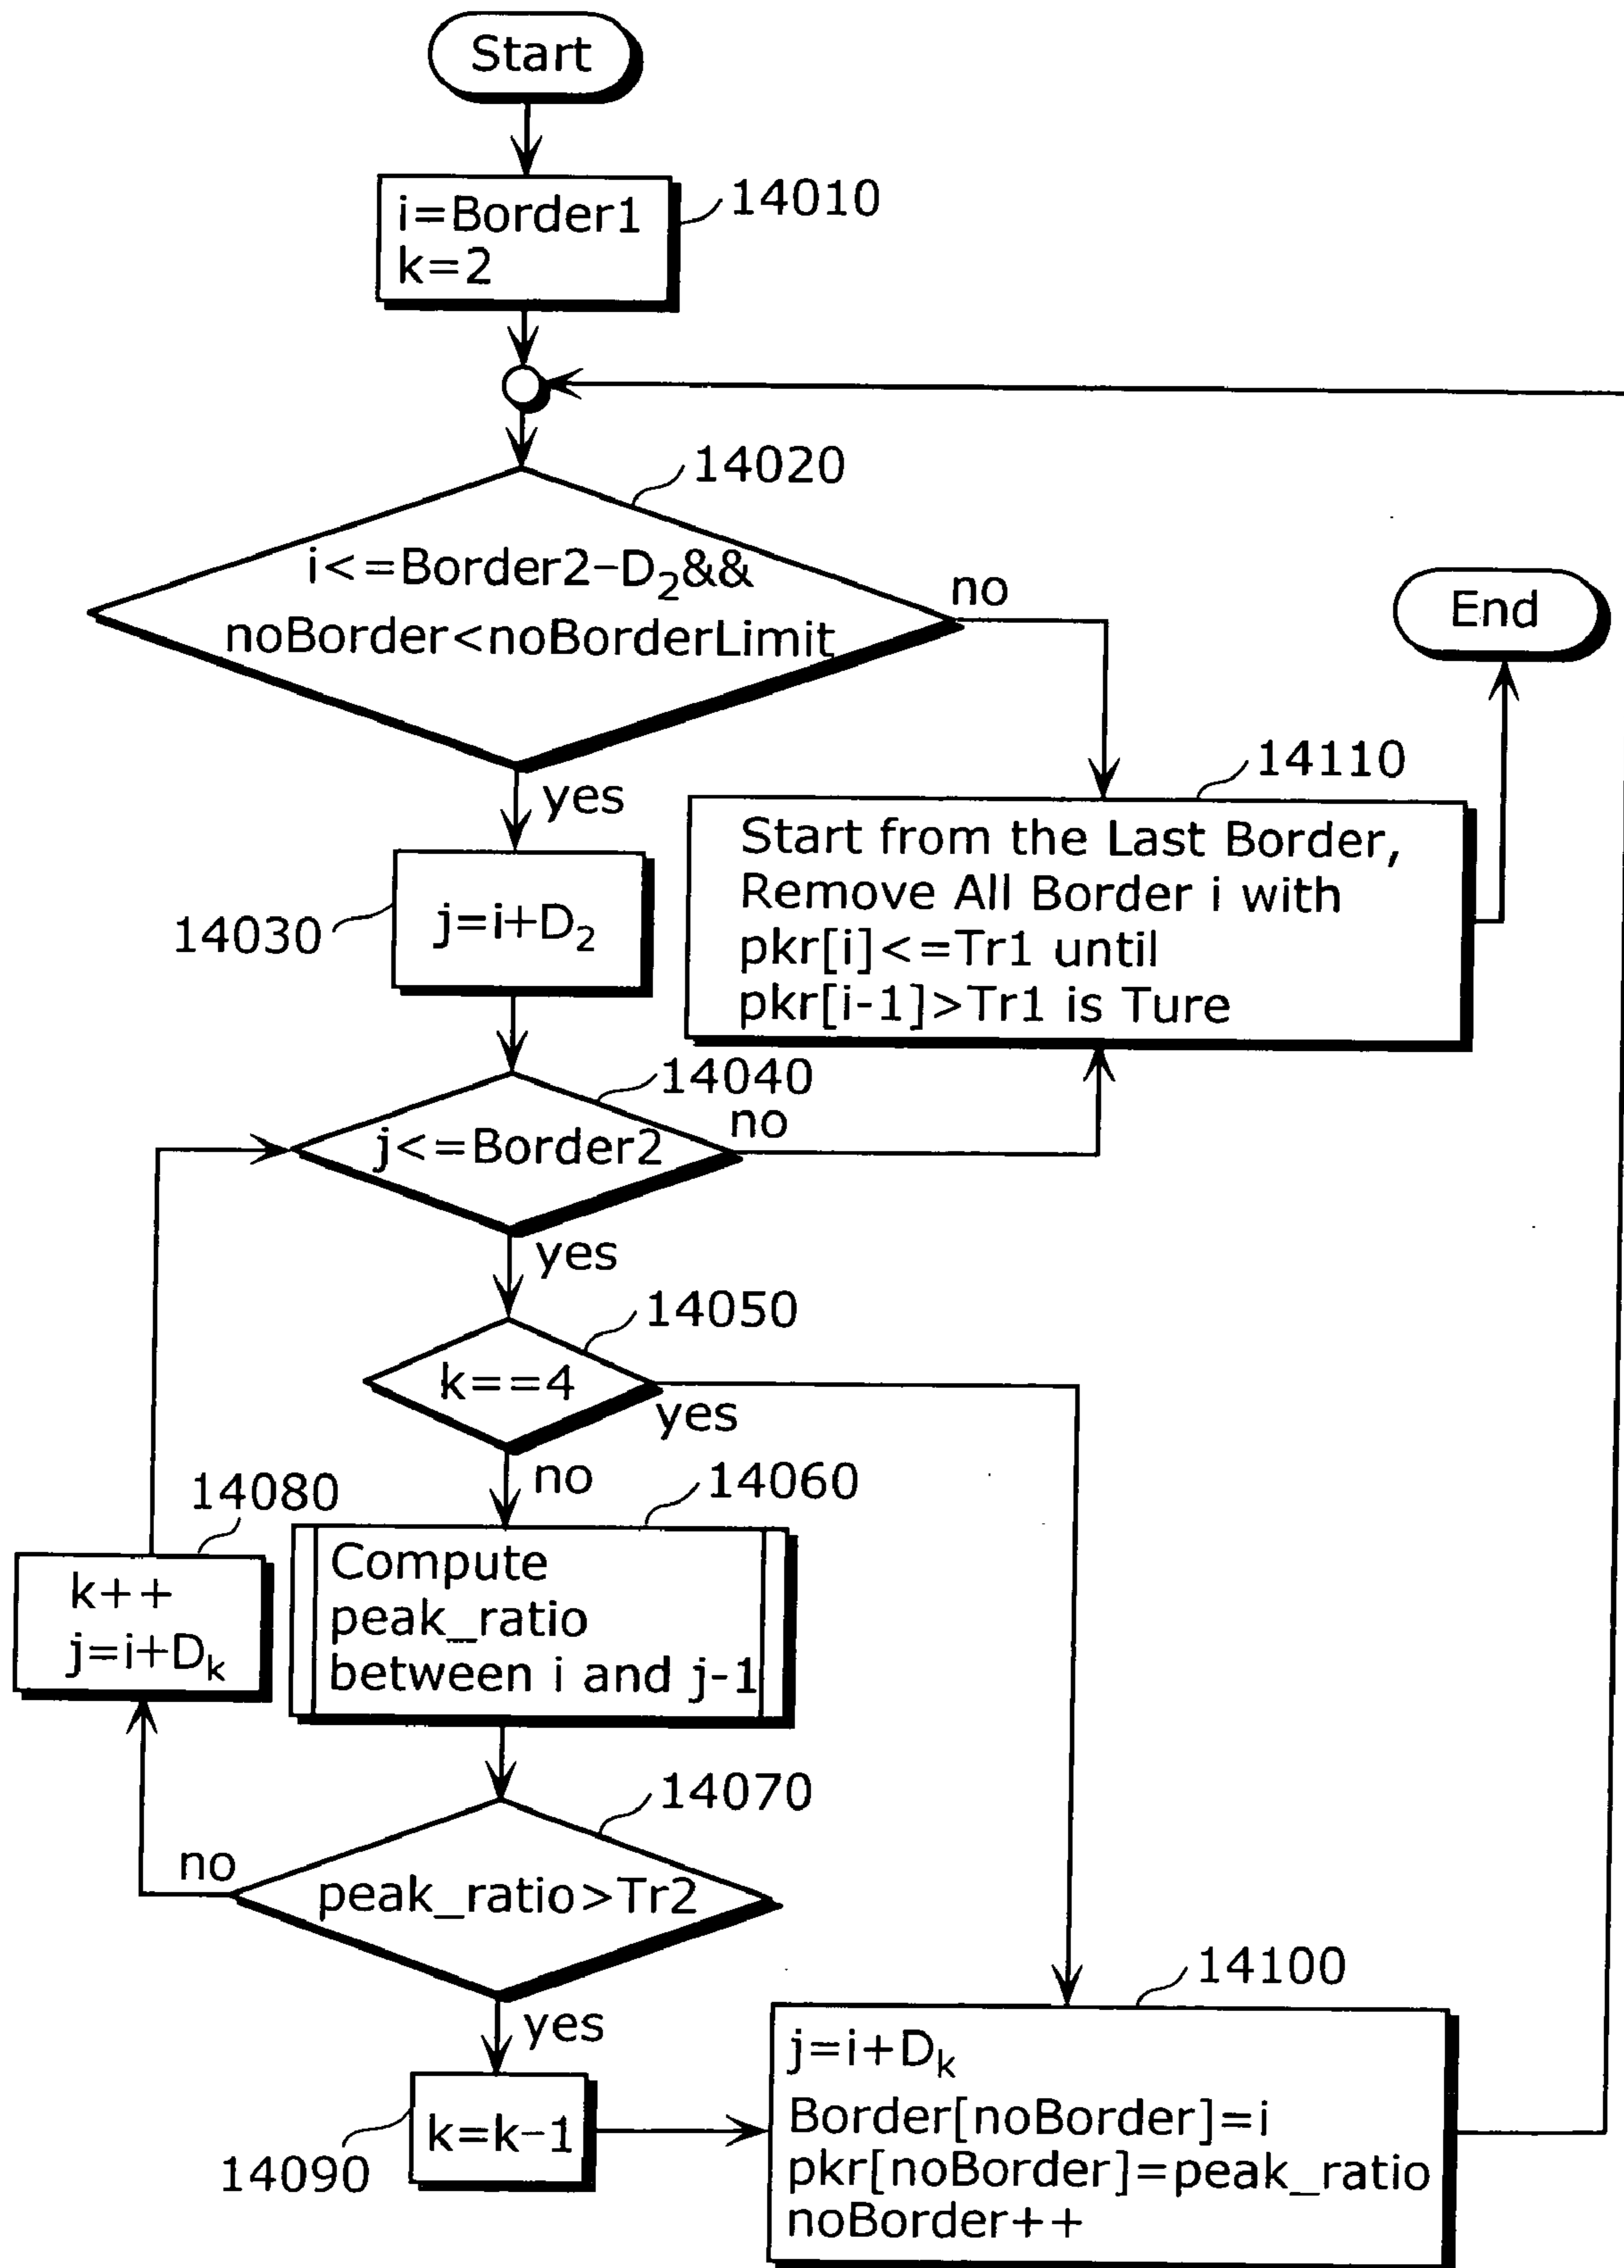 Start
i=Border1
k=2
14010
14020
i<=Border2-D₂&&
noBorder<noBorderLimit
no
End
yes
14110
Start from the Last Border,
Remove All Border i with
pkr[i]<=Tr1 until
pkr[i-1]>Tr1 is Ture
j=i+D₂
14030
14040
j<=Border2
no
yes
14050
k==4
yes
no
14060
Compute
peak_ratio
between i and j-1
14080
k++
j=i+Dₖ
14070
peak_ratio>Tr2
no
yes
k=k-1
14090
14100
j=i+Dₖ
Border[noBorder]=i
pkr[noBorder]=peak_ratio
noBorder++